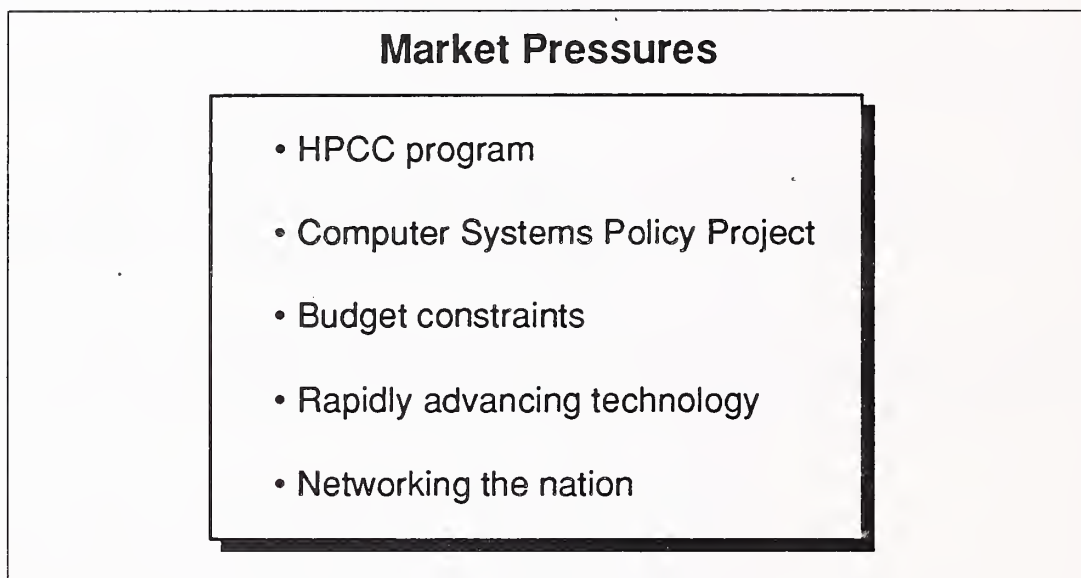 Market Pressures
• HPCC program
• Computer Systems Policy Project
• Budget constraints
• Rapidly advancing technology
• Networking the nation